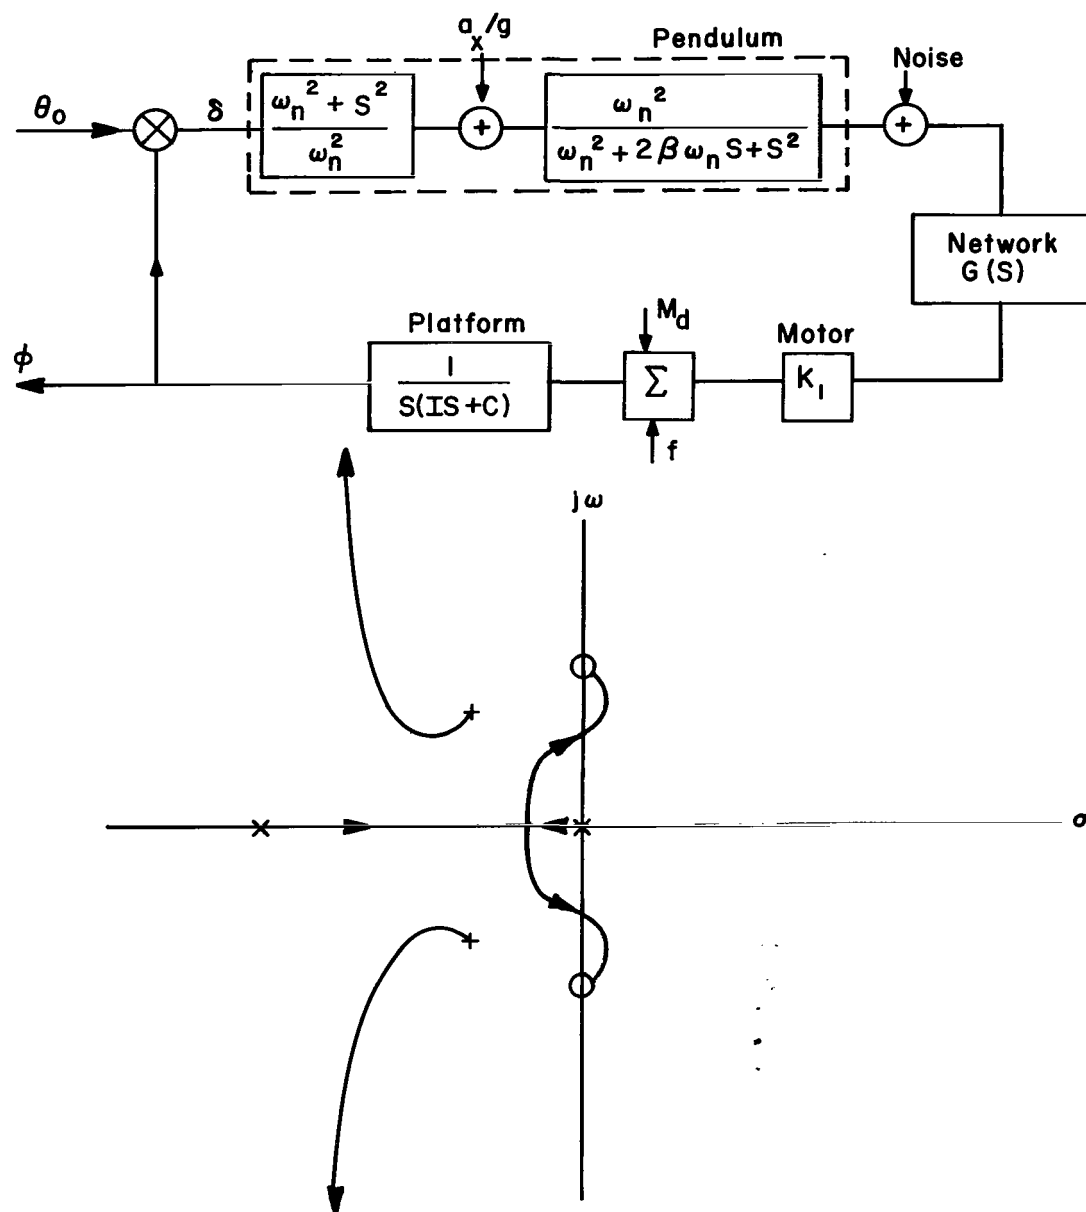 a_x/g
Pendulum
Noise
θ_o
δ
ω_n^2 + S^2
ω_n^2
+
ω_n^2
ω_n^2 + 2βω_n S + S^2
+
Network
G(S)
Platform
M_d
Motor
ϕ
1
S(IS+C)
Σ
K_1
f
jω
σ